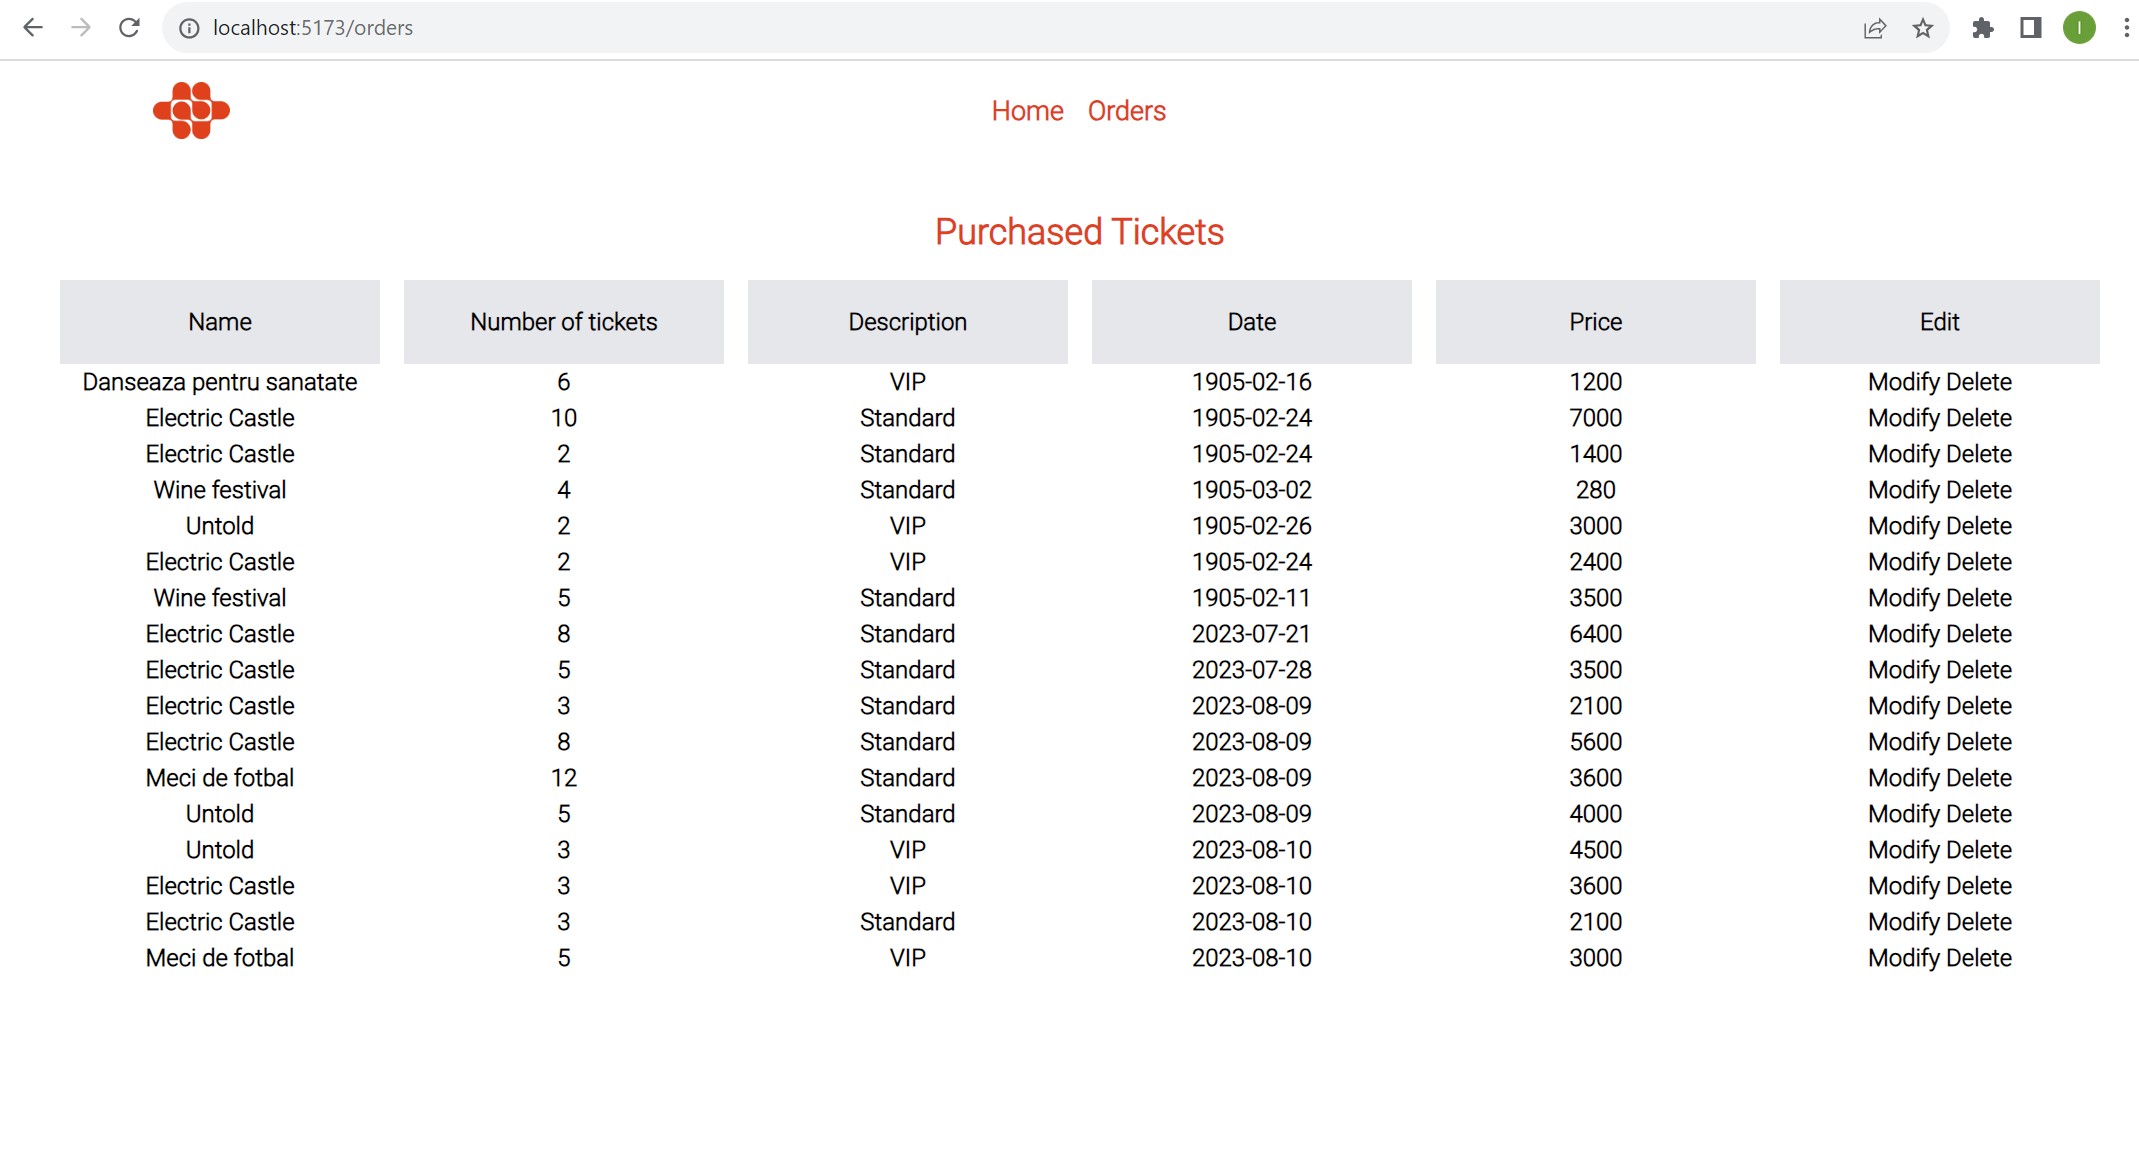 localhost:5173/orders
I
Home Orders
Purchased Tickets
Name Number of tickets Description Date Price Edit
Danseaza pentru sanatate 6 VIP 1905-02-16 1200 Modify Delete
Electric Castle 10 Standard 1905-02-24 7000 Modify Delete
Electric Castle 2 Standard 1905-02-24 1400 Modify Delete
Wine festival 4 Standard 1905-03-02 280 Modify Delete
Untold 2 VIP 1905-02-26 3000 Modify Delete
Electric Castle 2 VIP 1905-02-24 2400 Modify Delete
Wine festival 5 Standard 1905-02-11 3500 Modify Delete
Electric Castle 8 Standard 2023-07-21 6400 Modify Delete
Electric Castle 5 Standard 2023-07-28 3500 Modify Delete
Electric Castle 3 Standard 2023-08-09 2100 Modify Delete
Electric Castle 8 Standard 2023-08-09 5600 Modify Delete
Meci de fotbal 12 Standard 2023-08-09 3600 Modify Delete
Untold 5 Standard 2023-08-09 4000 Modify Delete
Untold 3 VIP 2023-08-10 4500 Modify Delete
Electric Castle 3 VIP 2023-08-10 3600 Modify Delete
Electric Castle 3 Standard 2023-08-10 2100 Modify Delete
Meci de fotbal 5 VIP 2023-08-10 3000 Modify Delete